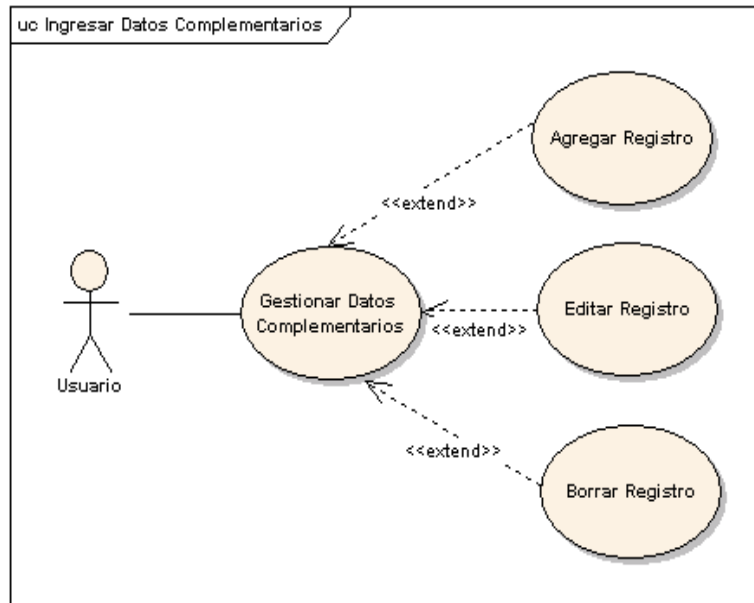 uc Ingresar Datos Complementarios
Agregar Registro
<<extend>>
Gestionar Datos
Complementarios
Editar Registro
<<extend>>
Usuario
<<extend>>
Borrar Registro